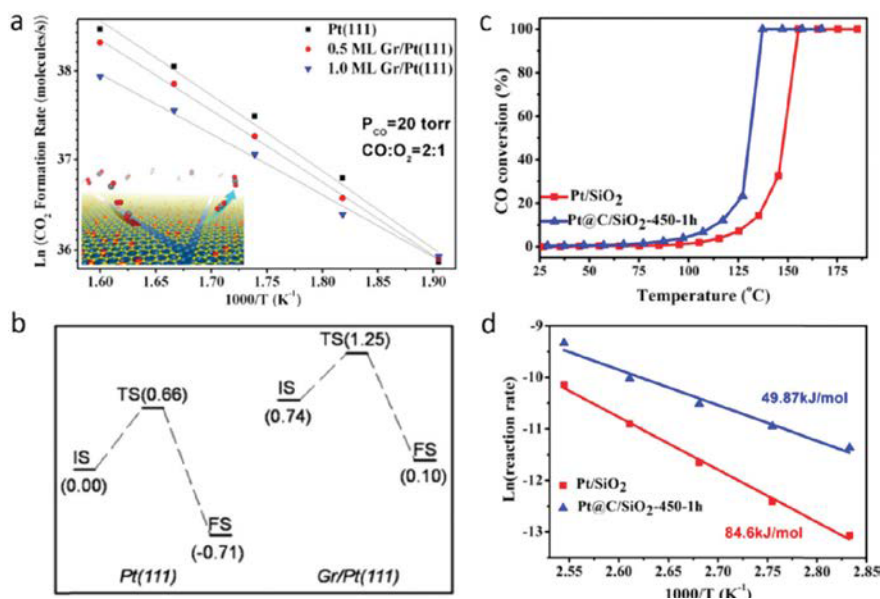 a
Ln (CO₂ Formation Rate (molecules/s))
38
37
36
Pt(111)
0.5 ML Gr/Pt(111)
1.0 ML Gr/Pt(111)
P_CO=20 torr
CO:O₂=2:1
1.60 1.65 1.70 1.75 1.80 1.85 1.90
1000/T (K⁻¹)
b
TS(0.66)
IS
(0.00)
FS
(-0.71)
Pt(111)
TS(1.25)
IS
(0.74)
FS
(0.10)
Gr/Pt(111)
c
CO conversion (%)
100
80
60
40
20
0
Pt/SiO₂
Pt@C/SiO₂-450-1h
25 50 75 100 125 150 175
Temperature (°C)
d
Ln(reaction rate)
-9
-10
-11
-12
-13
49.87kJ/mol
Pt/SiO₂
Pt@C/SiO₂-450-1h
84.6kJ/mol
2.55 2.60 2.65 2.70 2.75 2.80 2.85
1000/T (K⁻¹)